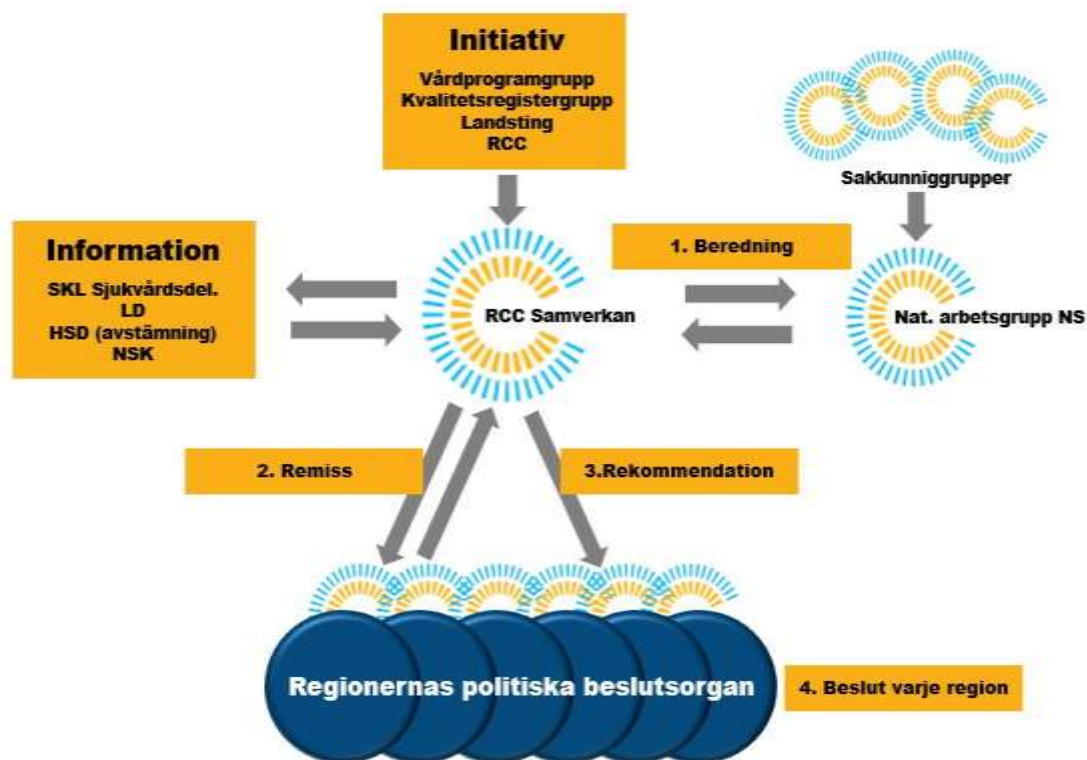 Initiativ
Vårdprogramgrupp
Kvalitetsregistergrupp
Landsting
RCC
Sakkunniggrupper
Information
SKL Sjukvårdsdel.
LD
HSD (avstämning)
NSK
1. Beredning
RCC Samverkan
Nat. arbetsgrupp NS
2. Remiss
3.Rekommendation
Regionernas politiska beslutsorgan
4. Beslut varje region